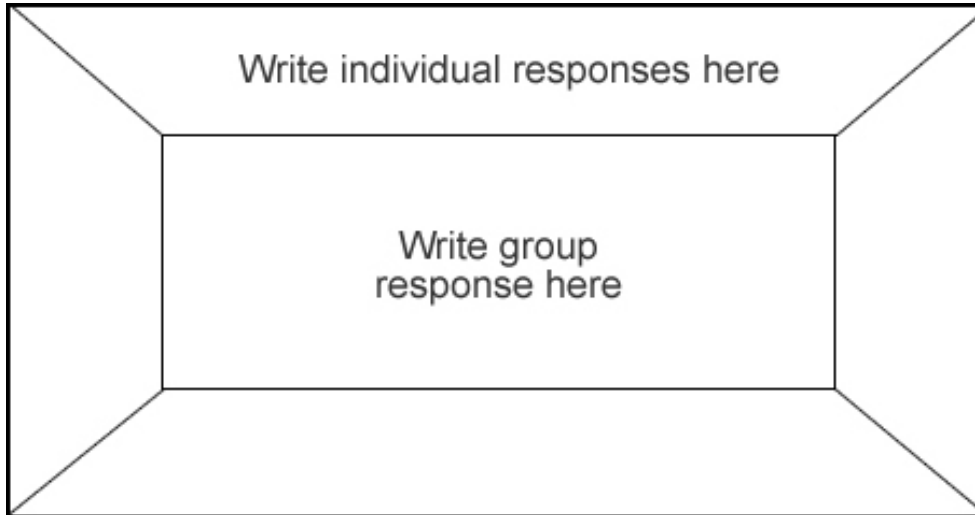 Write individual responses here
Write group
response here